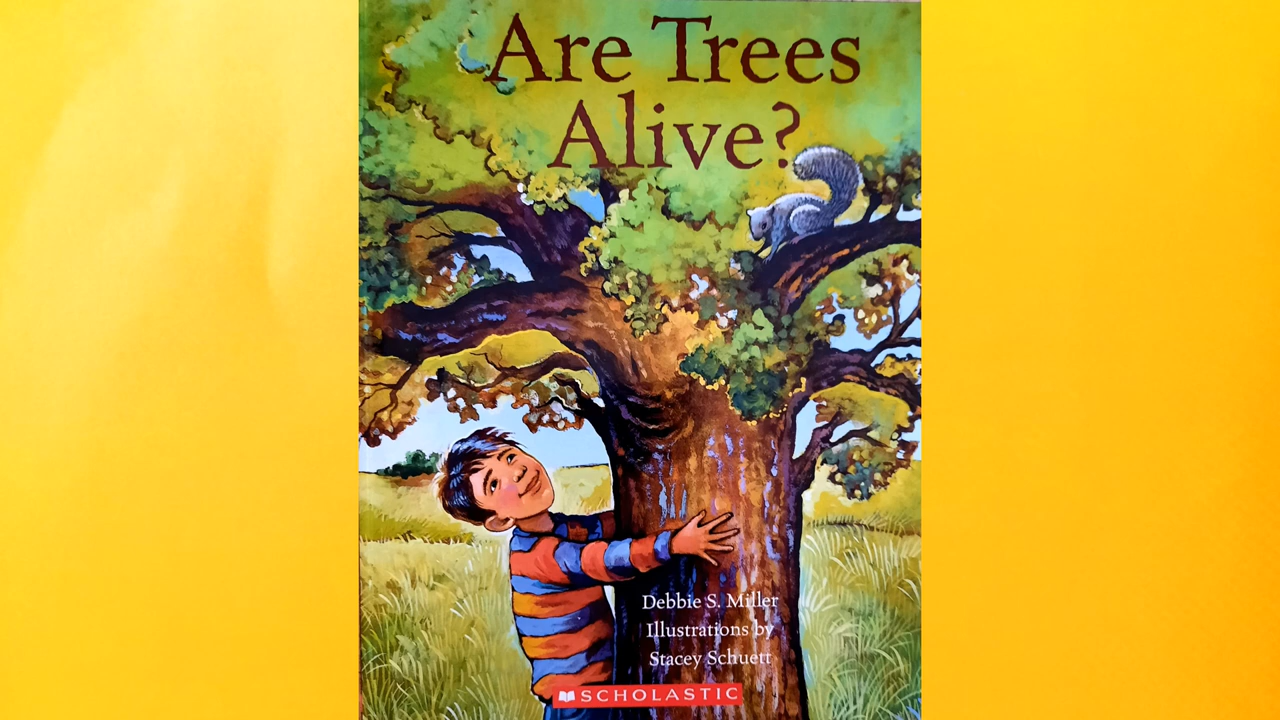 Are Trees
Alive?
Debbie S. Miller
Illustrations by
Stacey Schuett
SCHOLASTIC